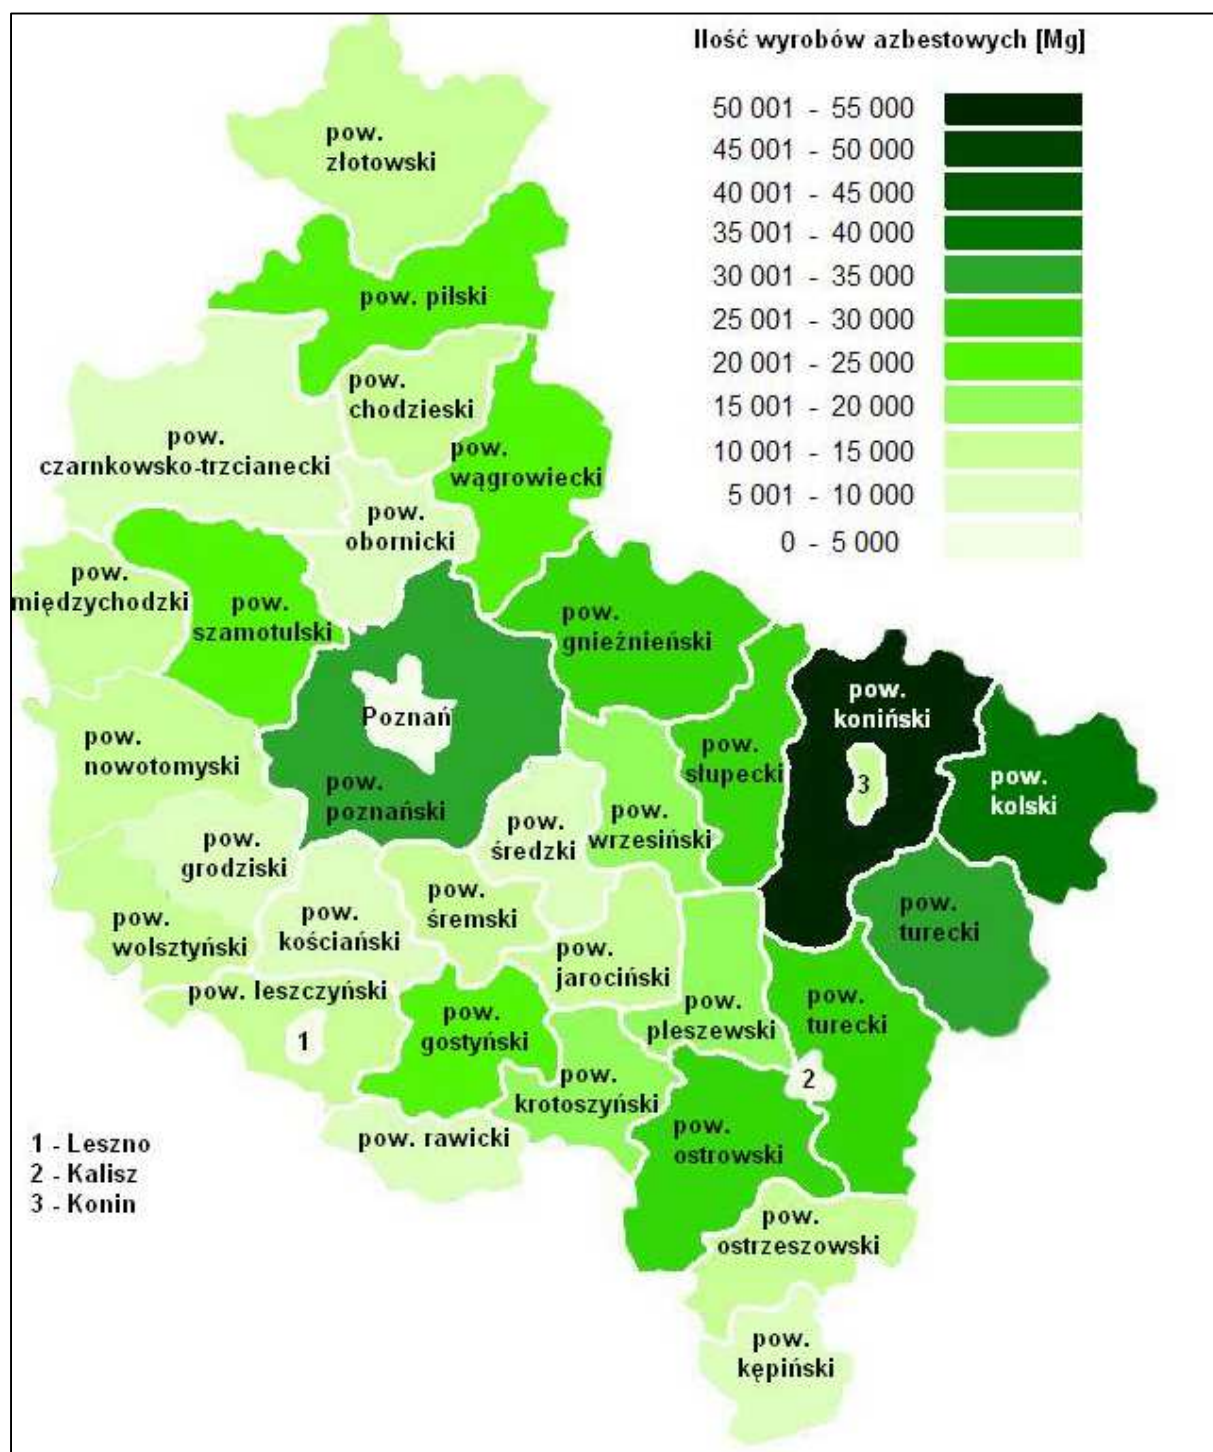 Ilość wyrobów azbestowych [Mg]
50 001 - 55 000
45 001 - 50 000
40 001 - 45 000
35 001 - 40 000
30 001 - 35 000
25 001 - 30 000
20 001 - 25 000
15 001 - 20 000
10 001 - 15 000
5 001 - 10 000
0 - 5 000
pow.
złotowski
pow. pilski
pow.
chodzieski
pow.
czarnkowsko-trzcianecki
pow.
wągrowiecki
pow.
obornicki
pow.
międzychodzki
pow.
szamotulski
pow.
gnieźnieński
Poznań
pow.
poznański
pow.
koniński
3
pow.
słupecki
pow.
kolski
pow.
nowotomyski
pow.
wrzesiński
pow.
średzki
pow.
grodziski
pow.
śremski
pow.
kościański
pow.
wolsztyński
pow.
turecki
pow.
jarociński
pow. leszczyński
1
pow.
gostyński
pow.
pleszewski
pow.
turecki
2
pow.
krotoszyński
pow. rawicki
pow.
ostrowski
pow.
ostrzeszowski
pow.
kępiński
1 - Leszno
2 - Kalisz
3 - Konin